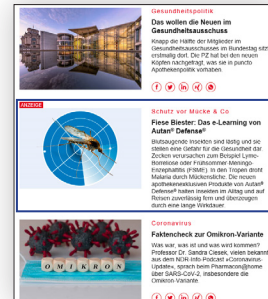 Gesundheitspolitik
Das wollen die Neuen im
Gesundheitsausschuss
Knapp die Hälfte der Mitglieder im
Gesundheitsausschusses im Bundestag sitzt
erstmalig dort. Die PZ hat bei den neuen
Köpfen nachgefragt, was sie in puncto
Apothekenpolitik vorhaben.
ANZEIGE
Schutz vor Mücke & Co
Fiese Biester: Das e-Learning von
Autan® Defense®
Blutsaugende Insekten sind lästig und sie
stellen eine Gefahr für die Gesundheit dar
Zecken verursachen zum Beispiel Lyme-
Borreliose oder Frühsommer Meningo-
Enzephalitis (FSME). In den Tropen droht
Malaria durch Mückenstiche. Die neuen
apothekenexklusiven Produkte von Autan®
Defense® halten Insekten im Alltag und auf
Reisen zuverlässig fern und überzeugen
durch eine lange Wirkdauer.
Coronavirus
Faktencheck zur Omikron-Variante
Was war, was ist und was wird kommen?
Professor Dr. Sandra Ciesek, vielen bekannt
aus dem NDR-Info-Podcast »Coronavirus-
Update«, sprach beim Pharmacon@home
über SARS-CoV-2, insbesondere die
Omikron-Variante.
OMIKRON